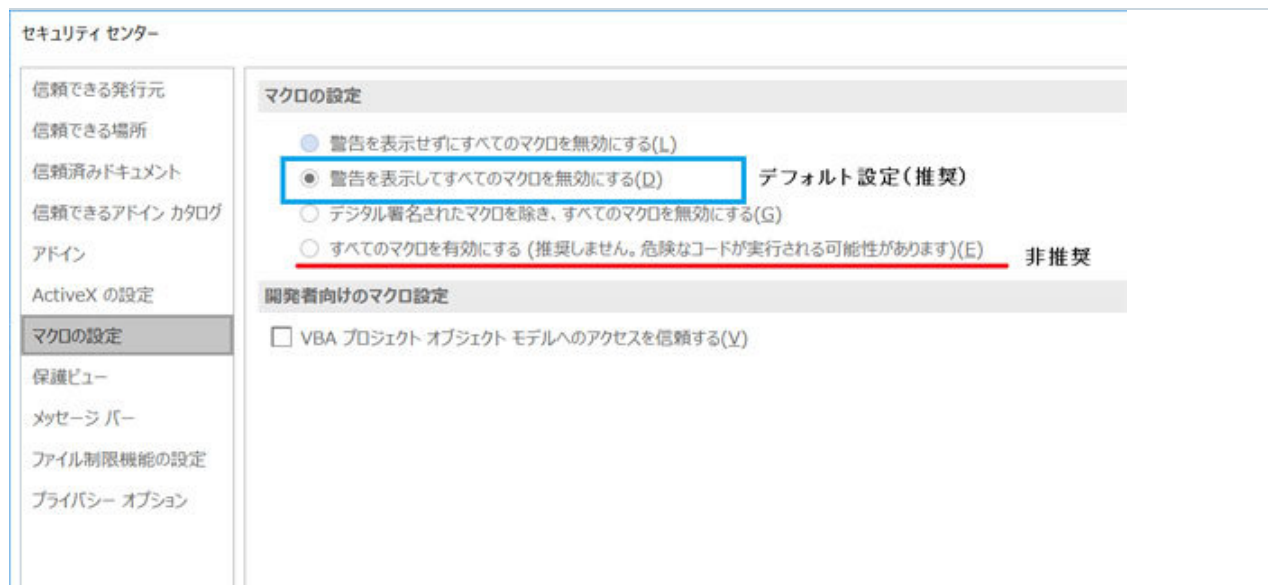 セキュリティ センター
信頼できる発行元
信頼できる場所
信頼済みドキュメント
信頼できるアドイン カタログ
アドイン
ActiveX の設定
マクロの設定
保護ビュー
メッセージ バー
ファイル制限機能の設定
プライバシー オプション
マクロの設定
警告を表示せずにすべてのマクロを無効にする(L)
警告を表示してすべてのマクロを無効にする(D)
デフォルト設定(推奨)
デジタル署名されたマクロを除き、すべてのマクロを無効にする(G)
すべてのマクロを有効にする (推奨しません。危険なコードが実行される可能性があります)(E)
非推奨
開発者向けのマクロ設定
VBA プロジェクト オブジェクト モデルへのアクセスを信頼する(V)